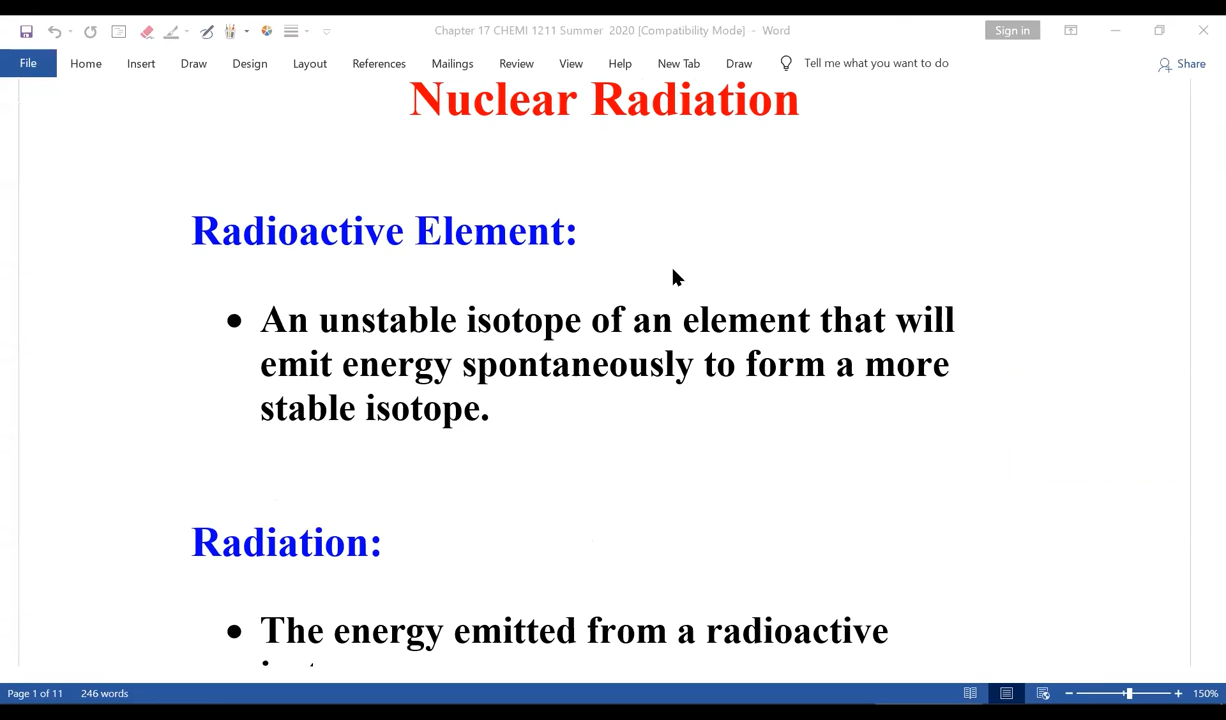 Chapter 17 CHEMI 1211 Summer 2020 [Compatibility Mode] - Word
Sign in
File Home Insert Draw Design Layout References Mailings Review View Help New Tab Draw Tell me what you want to do Share
Nuclear Radiation
Radioactive Element:
• An unstable isotope of an element that will
emit energy spontaneously to form a more
stable isotope.
Radiation:
• The energy emitted from a radioactive
Page 1 of 11 246 words 150%